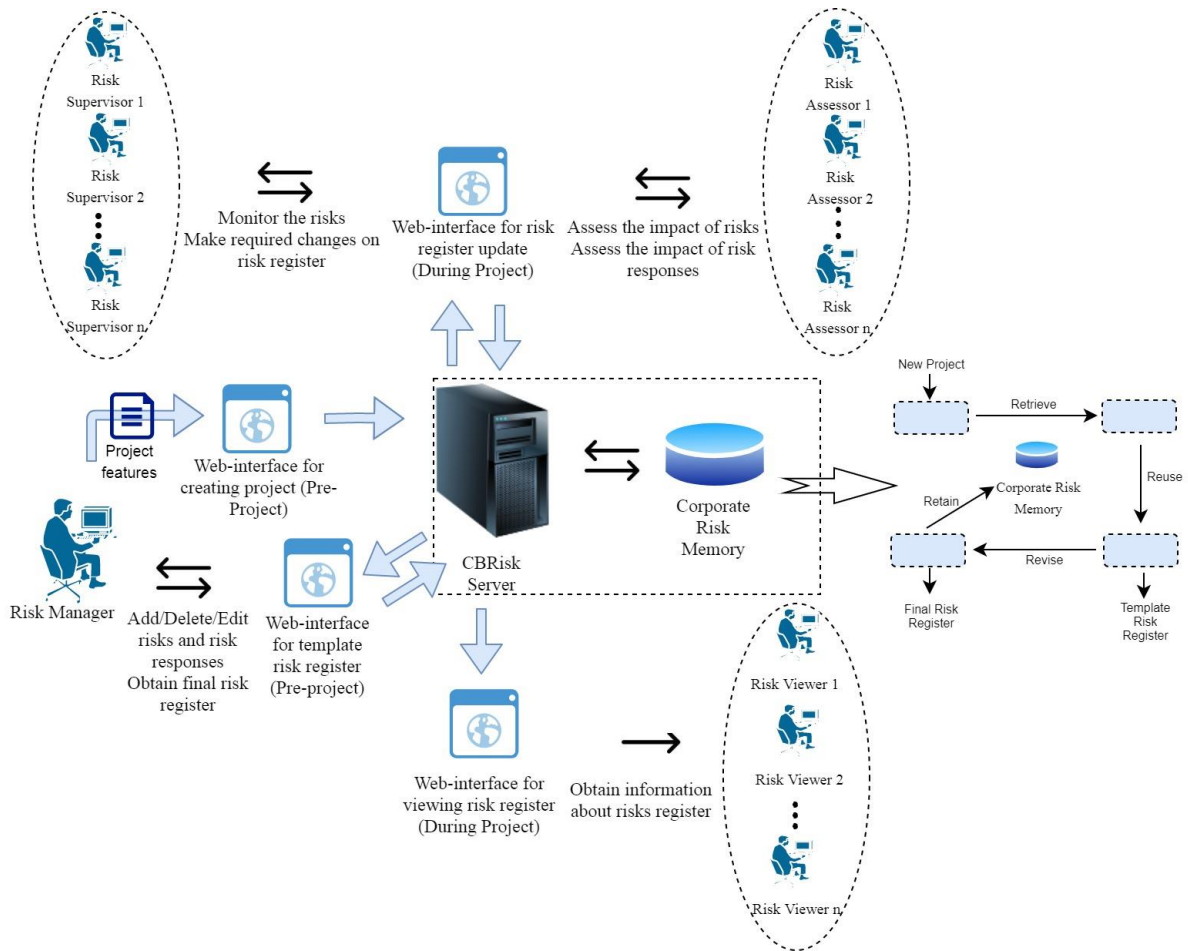 Risk
Supervisor 1
Risk
Supervisor 2
Risk
Supervisor n
Monitor the risks
Make required changes on
risk register
Web-interface for risk
register update
(During Project)
Assess the impact of risks
Assess the impact of risk
responses
Risk
Assessor 1
Risk
Assessor 2
Risk
Assessor n
Project
features
Web-interface for
creating project (Pre-
Project)
CBRisk
Server
Corporate
Risk
Memory
New Project
Retrieve
Reuse
Retain
Corporate Risk
Memory
Revise
Final Risk
Register
Template
Risk
Register
Risk Manager
Add/Delete/Edit
risks and risk
responses
Obtain final risk
register
Web-interface
for template
risk register
(Pre-project)
Web-interface for
viewing risk register
(During Project)
Obtain information
about risks register
Risk Viewer 1
Risk Viewer 2
Risk Viewer n